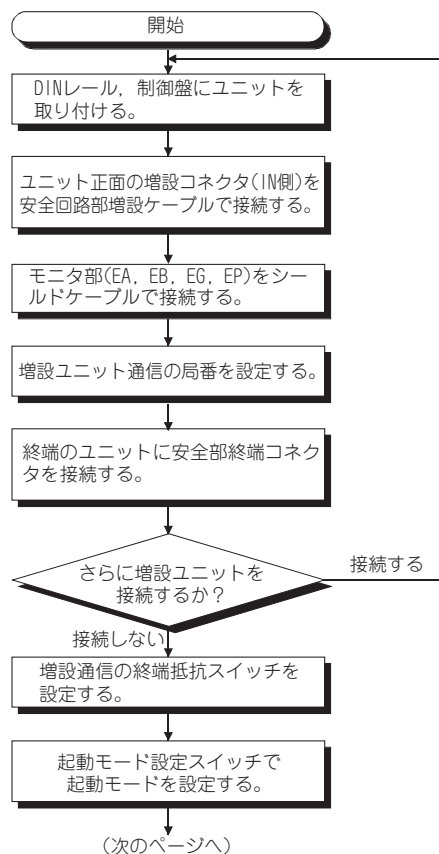 開始
DINレール，制御盤にユニットを
取り付ける。
ユニット正面の増設コネクタ(IN側)を
安全回路部増設ケーブルで接続する。
モニタ部(EA, EB, EG, EP)をシー
ルドケーブルで接続する。
増設ユニット通信の局番を設定する。
終端のユニットに安全部終端コネク
タを接続する。
さらに増設ユニットを
接続するか？
接続する
接続しない
増設通信の終端抵抗スイッチを
設定する。
起動モード設定スイッチで
起動モードを設定する。
(次のページへ)